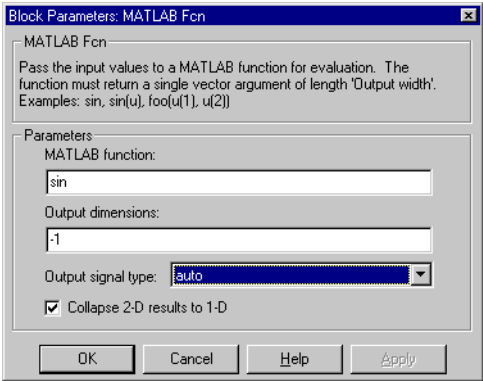 Block Parameters: MATLAB Fcn
MATLAB Fcn
Pass the input values to a MATLAB function for evaluation. The
function must return a single vector argument of length 'Output width'.
Examples: sin, sin(u), foo(u(1), u(2))
Parameters
MATLAB function:
sin
Output dimensions:
-1
Output signal type: auto
Collapse 2-D results to 1-D
OK Cancel Help Apply